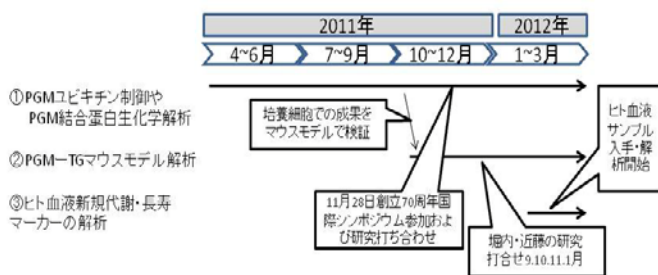 2011年
2012年
4~6月
7~9月
10~12月
1~3月
①PGMユビキチン制御や
PGM結合蛋白生化学解析
培養細胞での成果を
マウスモデルで検証
ヒト血液
サンプル
入手・解
析開始
②PGMーTGマウスモデル解析
11月28日創立70周年国
際シンポジウム参加およ
び研究打ち合わせ
③ヒト血液新規代謝・長寿
マーカーの解析
堀内・近藤の研究
打合せ9.10.11.1月